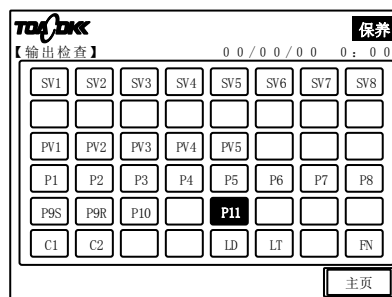 TOA DKK 保养
【输出检查】 00/00/00 0:00
SV1 SV2 SV3 SV4 SV5 SV6 SV7 SV8
PV1 PV2 PV3 PV4 PV5
P1 P2 P3 P4 P5 P6 P7 P8
P9S P9R P10 P11
C1 C2 LD LT FN
主页